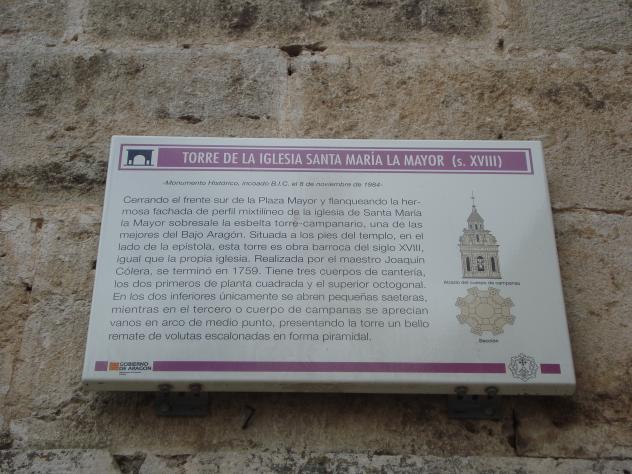 TORRE DE LA IGLESIA SANTA MARÍA LA MAYOR (s. XVIII)
-Monumento Histórico, incoado B.I.C. el 8 de noviembre de 1984-
Cerrando el frente sur de la Plaza Mayor y flanqueando la her-
mosa fachada de perfil mixtilíneo de la iglesia de Santa María
la Mayor sobresale la esbelta torre-campanario, una de las
mejores del Bajo Aragón. Situada a los pies del templo, en el
lado de la epístola, esta torre es obra barroca del siglo XVIII,
igual que la propia iglesia. Realizada por el maestro Joaquín
Cólera, se terminó en 1759. Tiene tres cuerpos de cantería,
los dos primeros de planta cuadrada y el superior octogonal.
En los dos inferiores únicamente se abren pequeñas saeteras,
mientras en el tercero o cuerpo de campanas se aprecian
vanos en arco de medio punto, presentando la torre un bello
remate de volutas escalonadas en forma piramidal.
Alzado del cuerpo de campanas
Sección
GOBIERNO
DE ARAGON